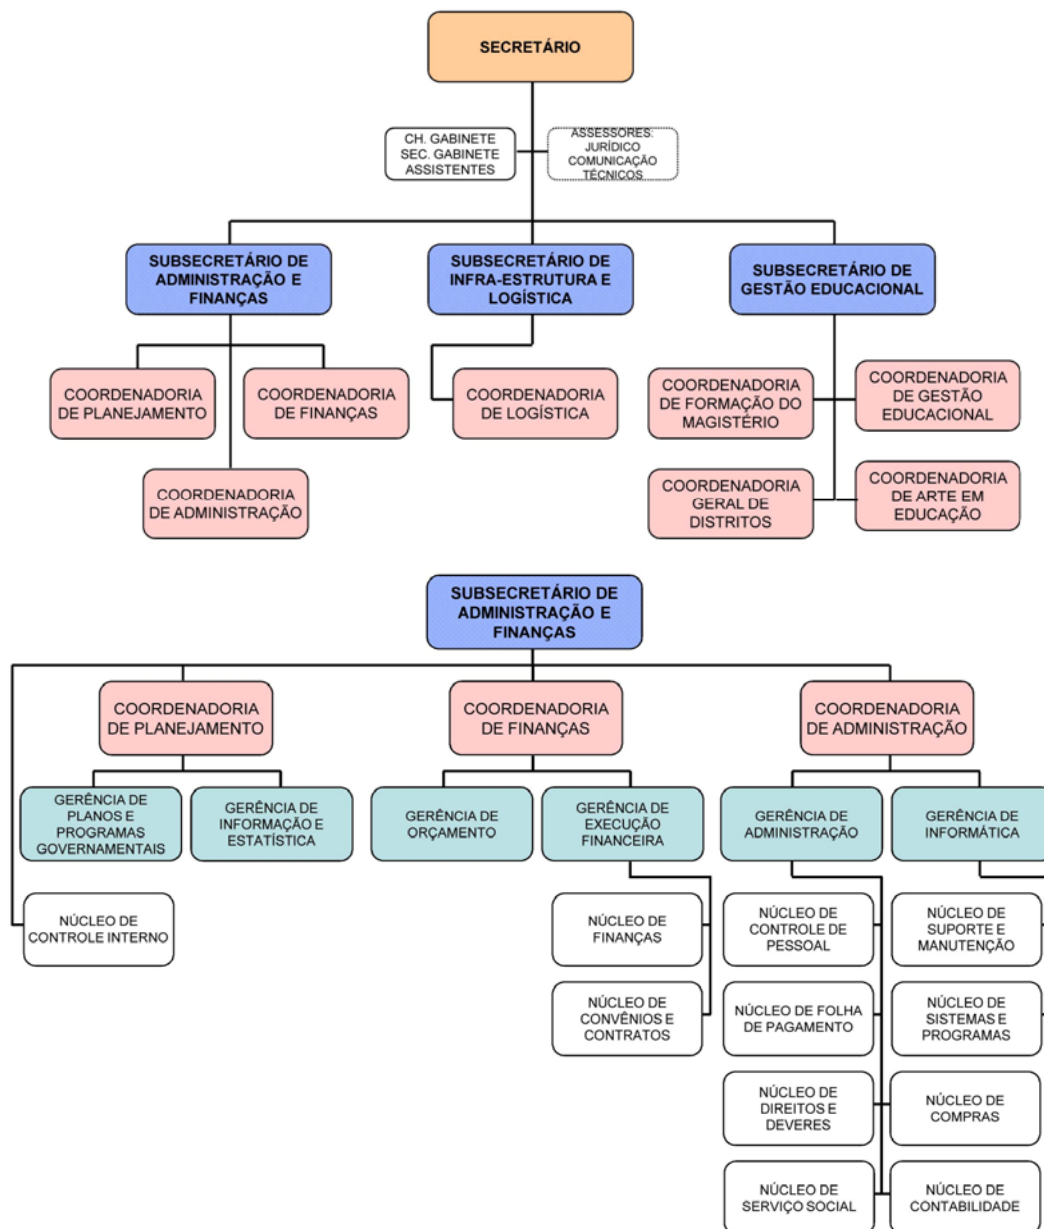 SECRETÁRIO
CH. GABINETE
SEC. GABINETE
ASSISTENTES
ASSESSORES:
JURÍDICO
COMUNICAÇÃO
TÉCNICOS
SUBSECRETÁRIO DE
ADMINISTRAÇÃO E
FINANÇAS
SUBSECRETÁRIO DE
INFRA-ESTRUTURA E
LOGÍSTICA
SUBSECRETÁRIO DE
GESTÃO EDUCACIONAL
COORDENADORIA
DE PLANEJAMENTO
COORDENADORIA
DE FINANÇAS
COORDENADORIA
DE LOGÍSTICA
COORDENADORIA
DE FORMAÇÃO DO
MAGISTÉRIO
COORDENADORIA
DE GESTÃO
EDUCACIONAL
COORDENADORIA
DE ADMINISTRAÇÃO
COORDENADORIA
GERAL DE
DISTRITOS
COORDENADORIA
DE ARTE EM
EDUCAÇÃO
SUBSECRETÁRIO DE
ADMINISTRAÇÃO E
FINANÇAS
COORDENADORIA
DE PLANEJAMENTO
COORDENADORIA
DE FINANÇAS
COORDENADORIA
DE ADMINISTRAÇÃO
GERÊNCIA DE
PLANOS E
PROGRAMAS
GOVERNAMENTAIS
GERÊNCIA DE
INFORMAÇÃO E
ESTATÍSTICA
GERÊNCIA DE
ORÇAMENTO
GERÊNCIA DE
EXECUÇÃO
FINANCEIRA
GERÊNCIA DE
ADMINISTRAÇÃO
GERÊNCIA DE
INFORMÁTICA
NÚCLEO DE
CONTROLE INTERNO
NÚCLEO DE
FINANÇAS
NÚCLEO DE
CONTROLE DE
PESSOAL
NÚCLEO DE
SUPORTE E
MANUTENÇÃO
NÚCLEO DE
CONVÊNIOS E
CONTRATOS
NÚCLEO DE FOLHA
DE PAGAMENTO
NÚCLEO DE
SISTEMAS E
PROGRAMAS
NÚCLEO DE
DIREITOS E
DEVERES
NÚCLEO DE
COMPRAS
NÚCLEO DE
SERVIÇO SOCIAL
NÚCLEO DE
CONTABILIDADE